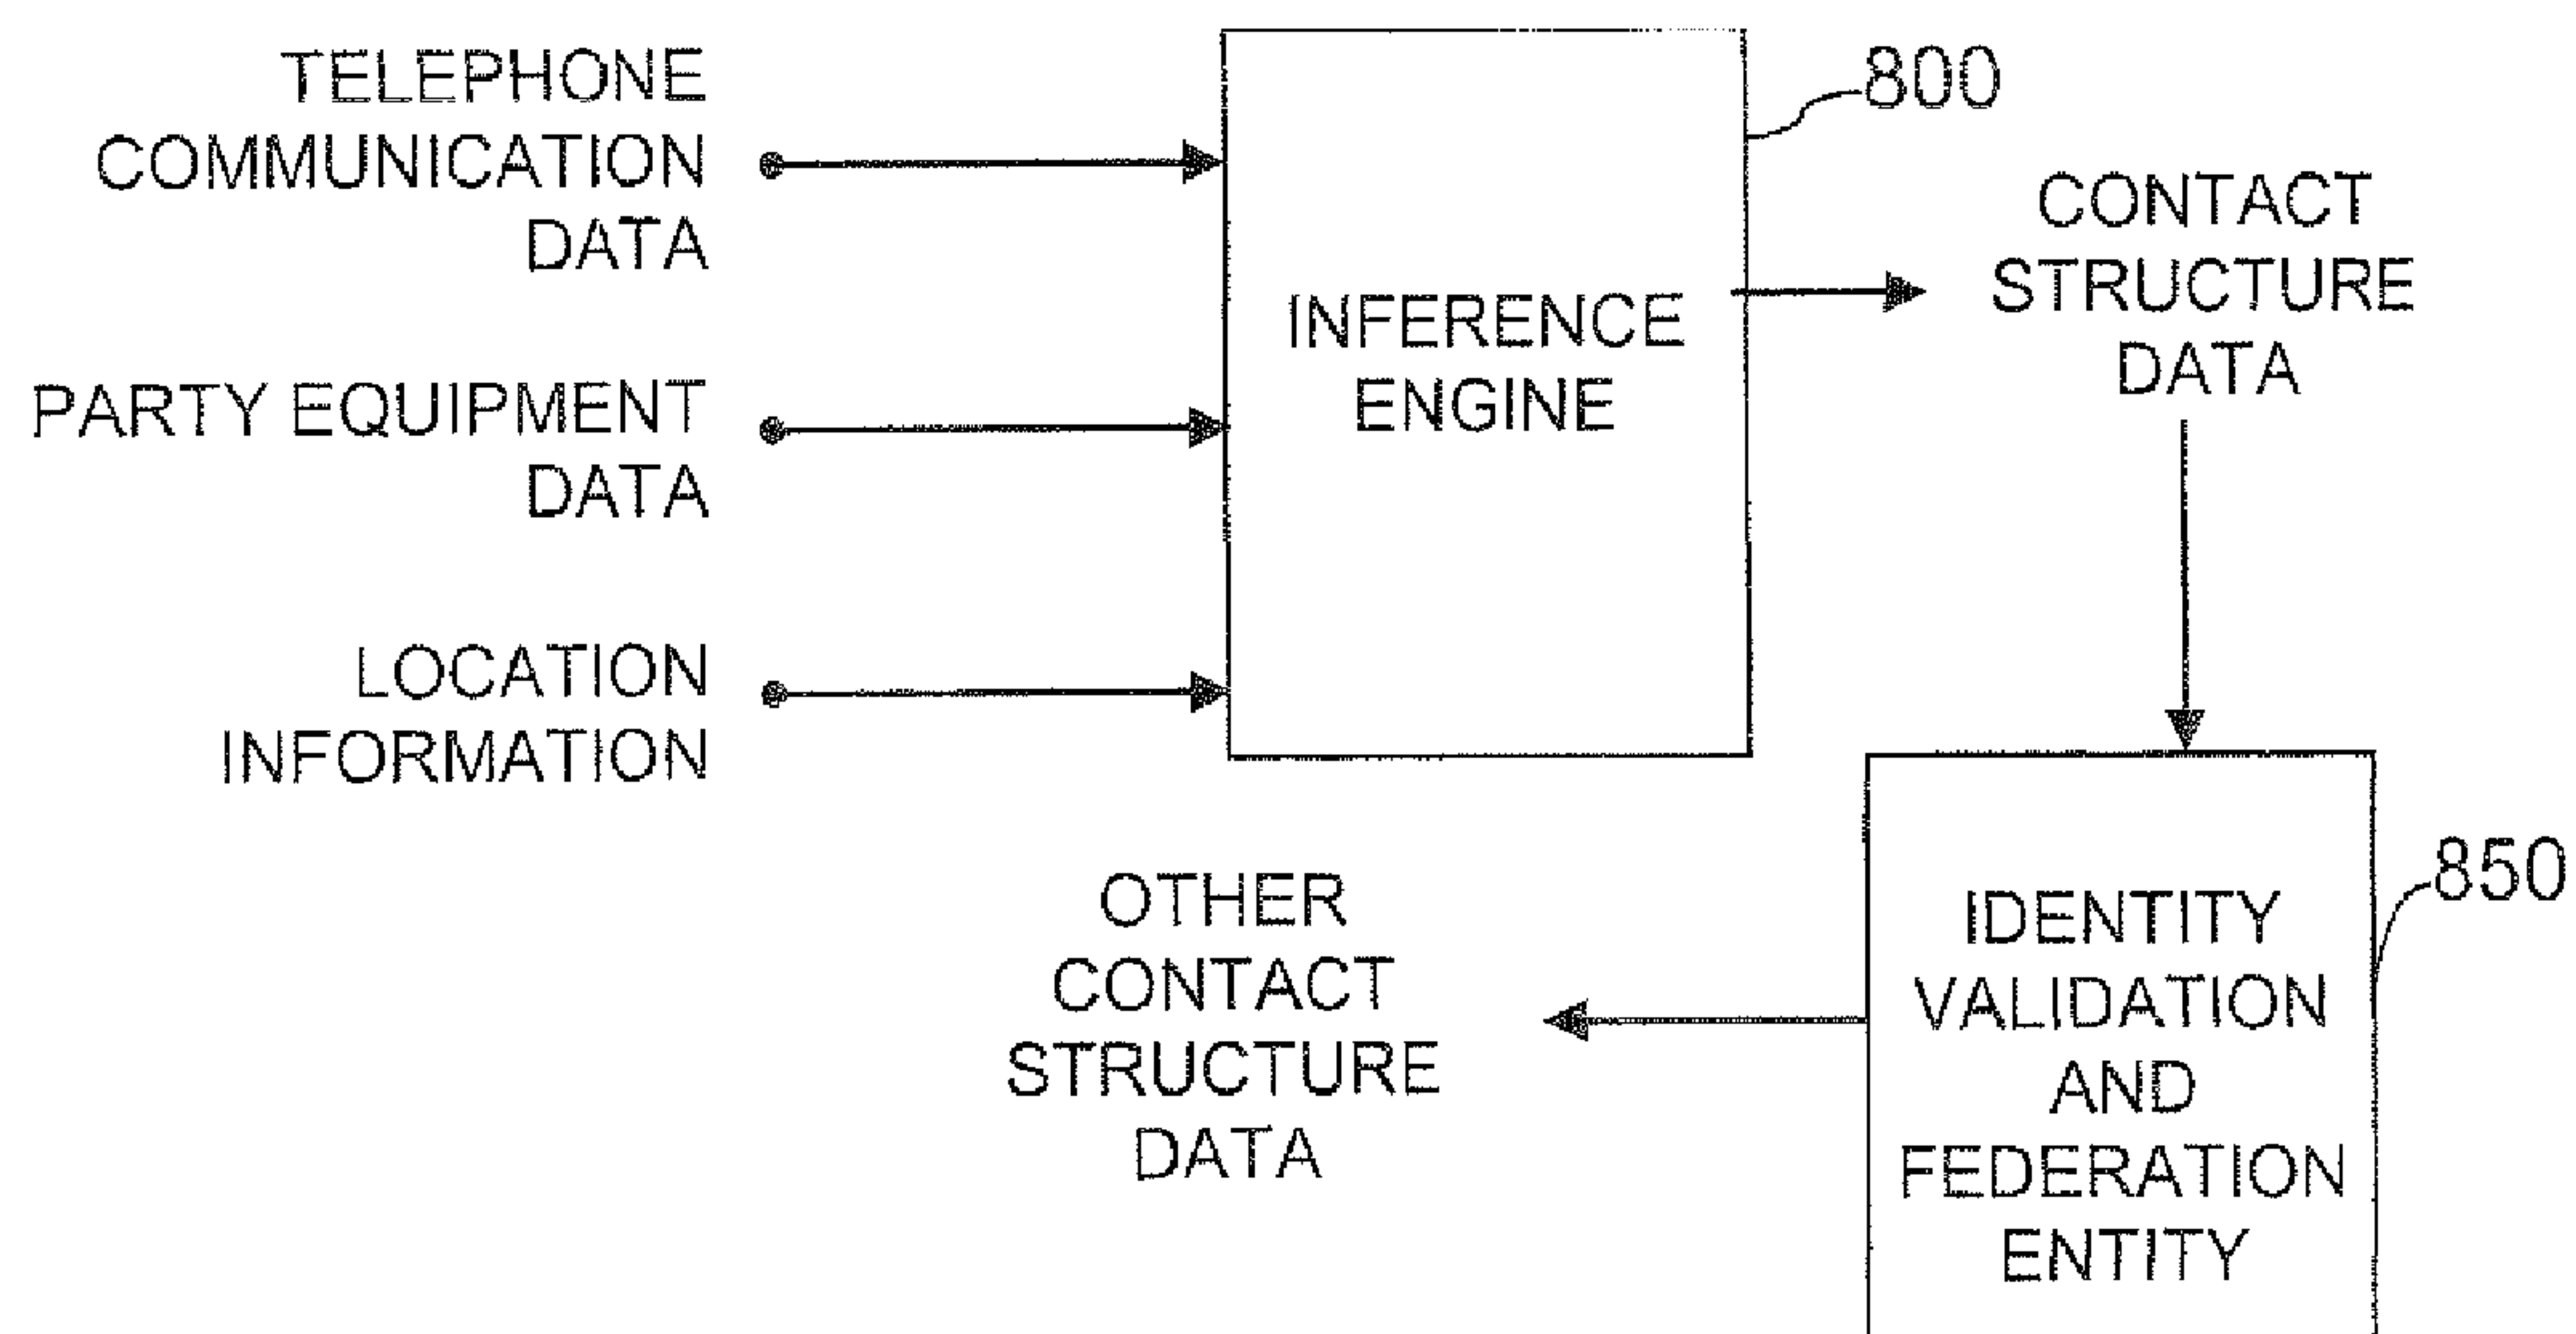 TELEPHONE
COMMUNICATION
DATA
PARTY EQUIPMENT
DATA
LOCATION
INFORMATION
INFERENCE
ENGINE
800
CONTACT
STRUCTURE
DATA
OTHER
CONTACT
STRUCTURE
DATA
IDENTITY
VALIDATION
AND
FEDERATION
ENTITY
850